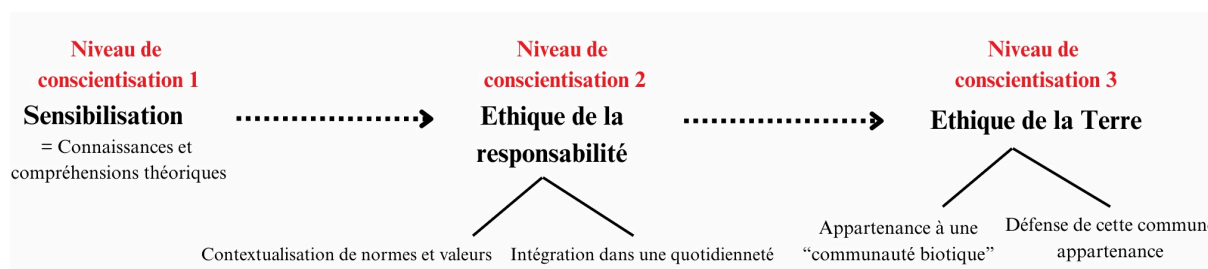 Niveau de
conscientisation 1
Sensibilisation
= Connaissances et
compréhensions théoriques
Niveau de
conscientisation 2
Ethique de la
responsabilité
Contextualisation de normes et valeurs
Intégration dans une quotidienneté
Niveau de
conscientisation 3
Ethique de la Terre
Appartenance à une
“communauté biotique”
Défense de cette commune
appartenance